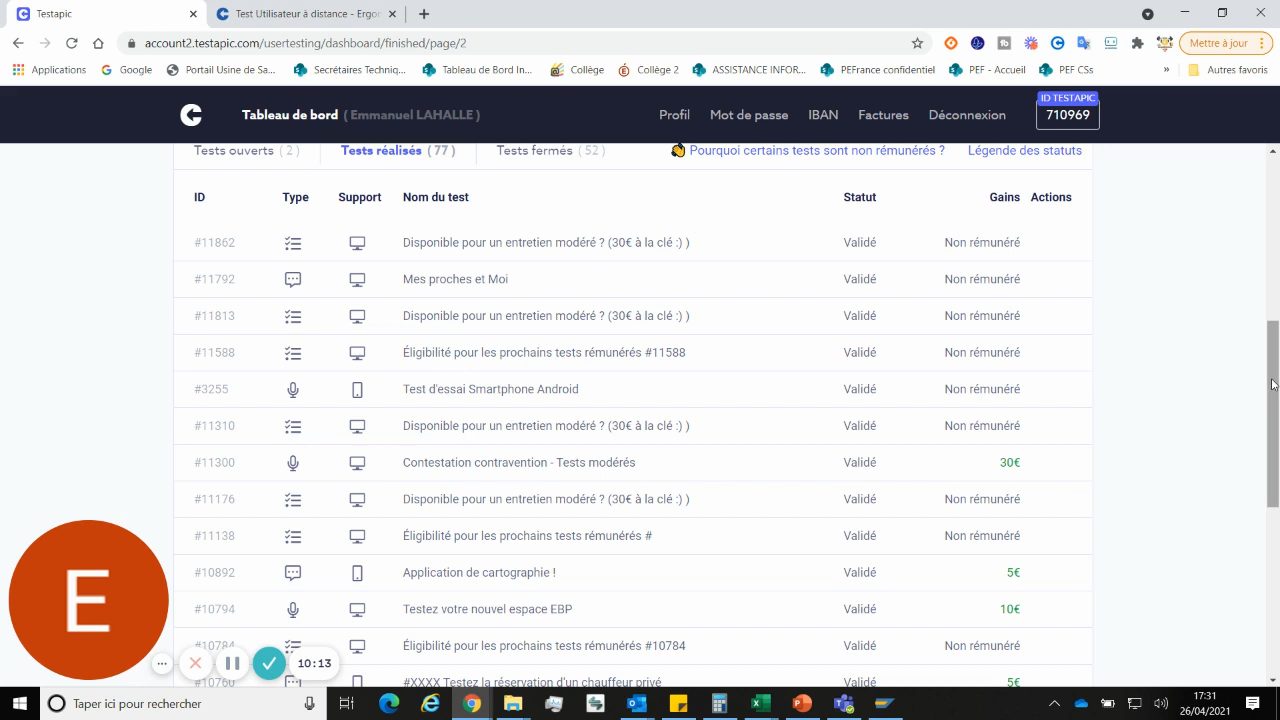 Testapic
Test Utilisateur à distance - Ergo
account2.testapic.com/usertesting/dashboard/finished/page/2
Mettre à jour
Applications
Google
Portail Usine de Sa...
Secrétaires Techniq...
Tableau de Bord In...
Collège
Collège 2
ASSISTANCE INFOR...
PEFrance confidentiel
PEF - Accueil
PEF CSs
»
Autres favoris
Tableau de bord ( Emmanuel LAHALLE )
Profil
Mot de passe
IBAN
Factures
Déconnexion
ID TESTAPIC
710969
Tests ouverts ( 2 )
Tests réalisés ( 77 )
Tests fermés ( 52 )
Pourquoi certains tests sont non rémunérés ?
Légende des statuts
ID Type Support Nom du test Statut Gains Actions
#11862 Disponible pour un entretien modéré ? (30€ à la clé :) ) Validé Non rémunéré
#11792 Mes proches et Moi Validé Non rémunéré
#11813 Disponible pour un entretien modéré ? (30€ à la clé :) ) Validé Non rémunéré
#11588 Éligibilité pour les prochains tests rémunérés #11588 Validé Non rémunéré
#3255 Test d'essai Smartphone Android Validé Non rémunéré
#11310 Disponible pour un entretien modéré ? (30€ à la clé :) ) Validé Non rémunéré
#11300 Contestation contravention - Tests modérés Validé 30€
#11176 Disponible pour un entretien modéré ? (30€ à la clé :) ) Validé Non rémunéré
#11138 Éligibilité pour les prochains tests rémunérés # Validé Non rémunéré
#10892 Application de cartographie ! Validé 5€
#10794 Testez votre nouvel espace EBP Validé 10€
#10784 Éligibilité pour les prochains tests rémunérés #10784 Validé Non rémunéré
#10760 #XXXX Testez la réservation d'un chauffeur privé Validé 5€
E
10:13
Taper ici pour rechercher
17:31
26/04/2021